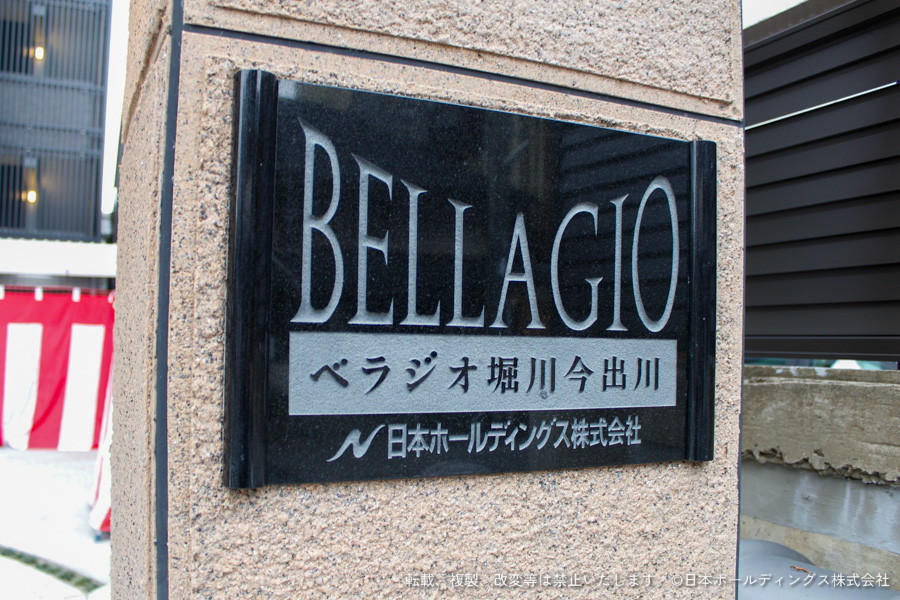 BELLAGIO
ベラジオ堀川今出川
日本ホールディングス株式会社
転載、複製、改変等は禁止いたします ©日本ホールディングス株式会社